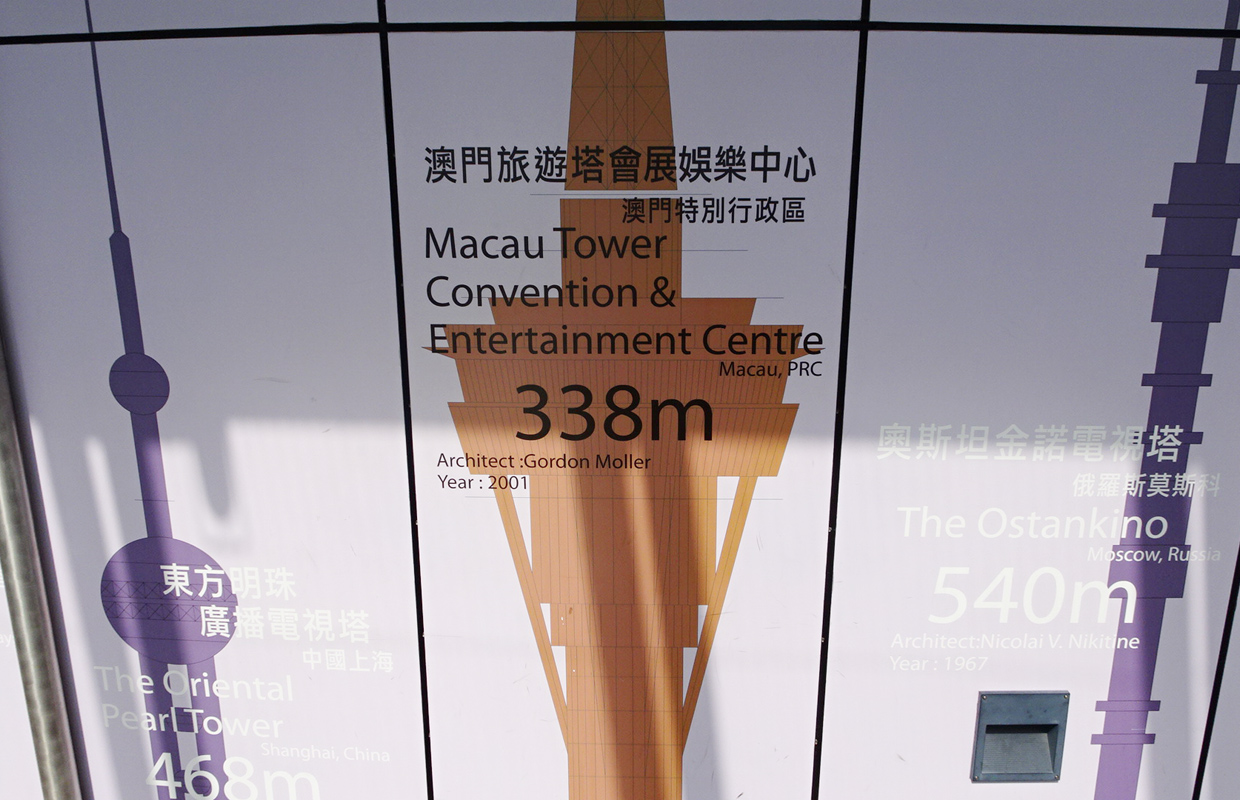 澳門旅遊塔會展娛樂中心
澳門特別行政區
Macau Tower
Convention &
Entertainment Centre
Macau, PRC
338m
Architect :Gordon Moller
Year : 2001
東方明珠
廣播電視塔
中國上海
The Oriental
Pearl Tower
Shanghai, China
468m
奧斯坦金諾電視塔
俄羅斯莫斯科
The Ostankino
Moscow, Russia
540m
Architect:Nicolai V. Nikitine
Year : 1967